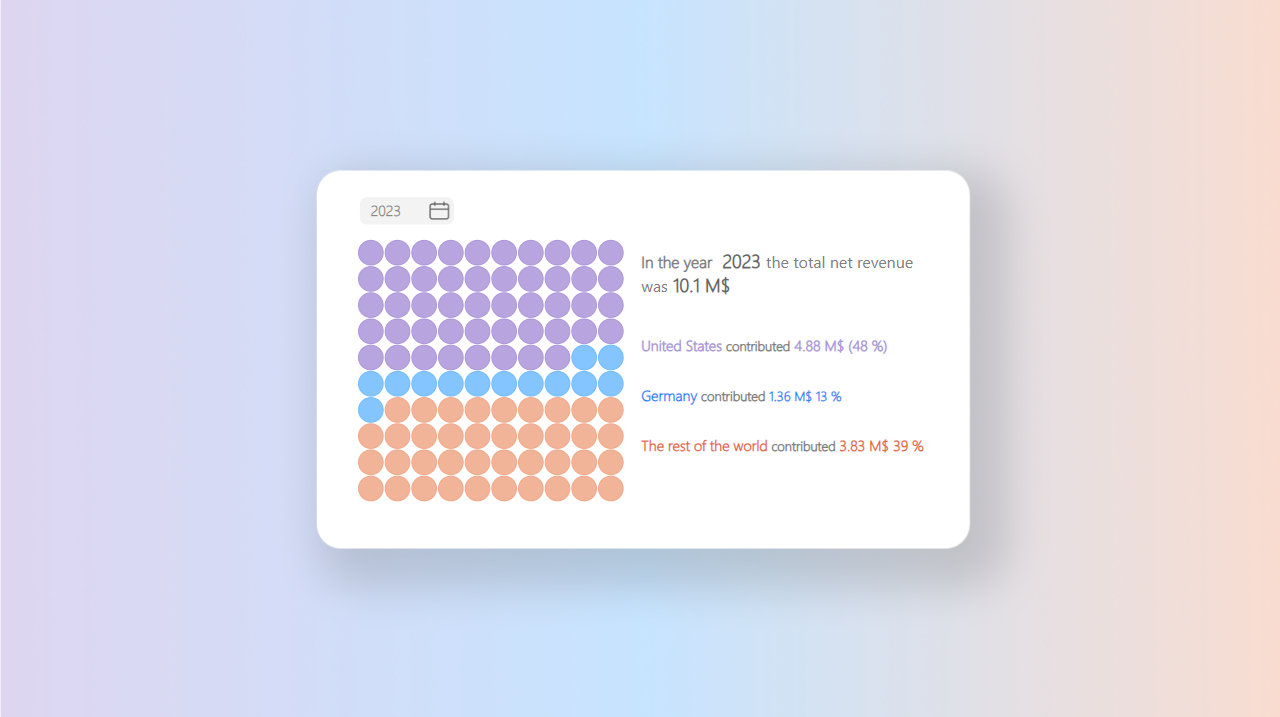 2023
In the year 2023 the total net revenue
was 10.1 M$
United States contributed 4.88 M$ (48 %)
Germany contributed 1.36 M$ 13 %
The rest of the world contributed 3.83 M$ 39 %